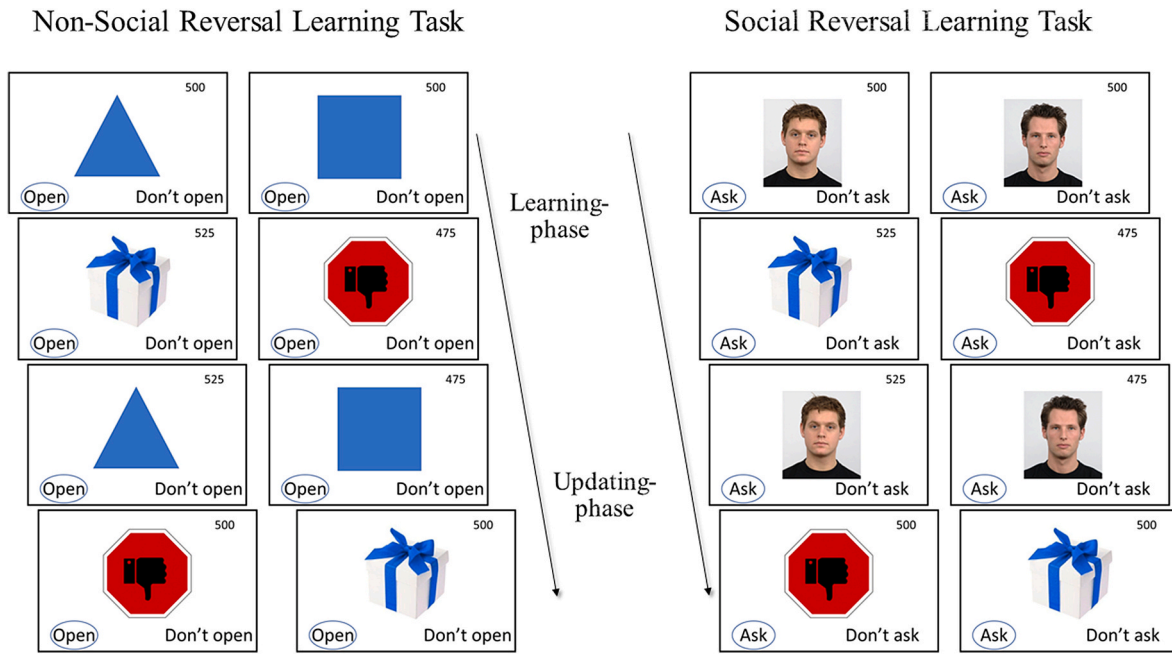 Non-Social Reversal Learning Task
Social Reversal Learning Task
500
Open
Don't open
500
Open
Don't open
525
Open
Don't open
475
Open
Don't open
525
Open
Don't open
475
Open
Don't open
500
Open
Don't open
500
Open
Don't open
Learning-
phase
Updating-
phase
500
Ask
Don't ask
500
Ask
Don't ask
525
Ask
Don't ask
475
Ask
Don't ask
525
Ask
Don't ask
475
Ask
Don't ask
500
Ask
Don't ask
500
Ask
Don't ask